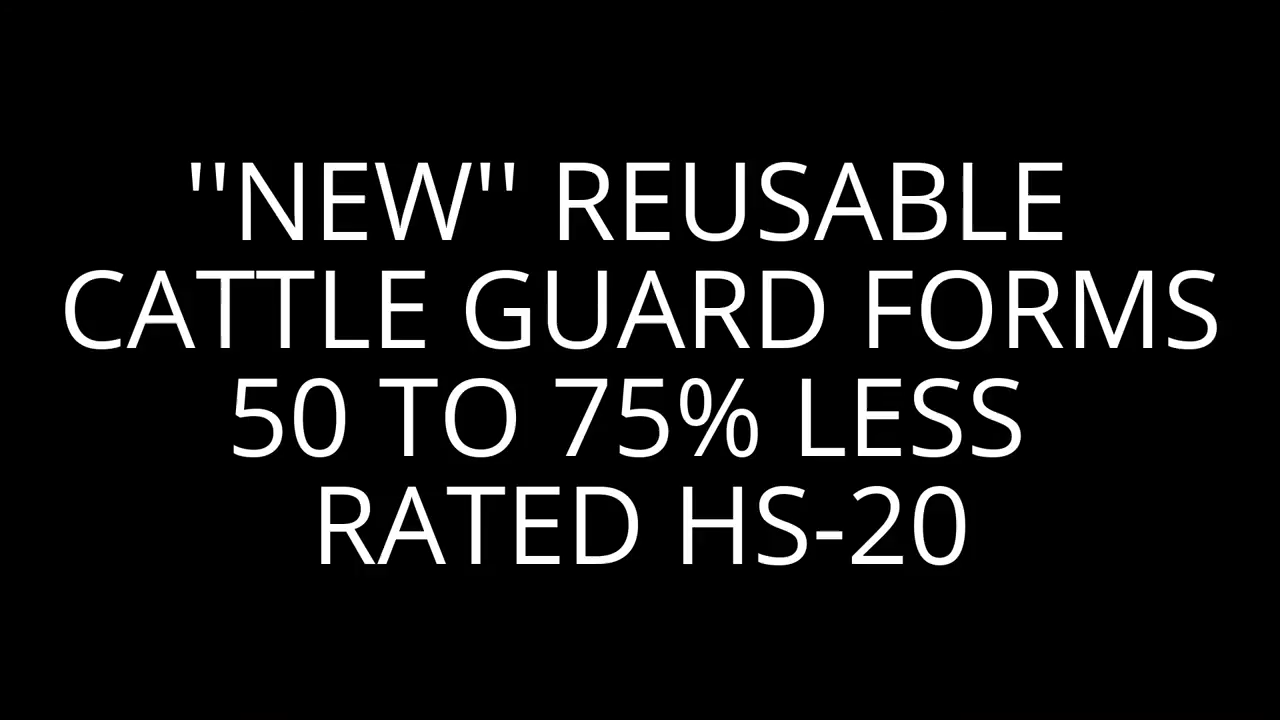 "NEW" REUSABLE
CATTLE GUARD FORMS
50 TO 75% LESS
RATED HS-20